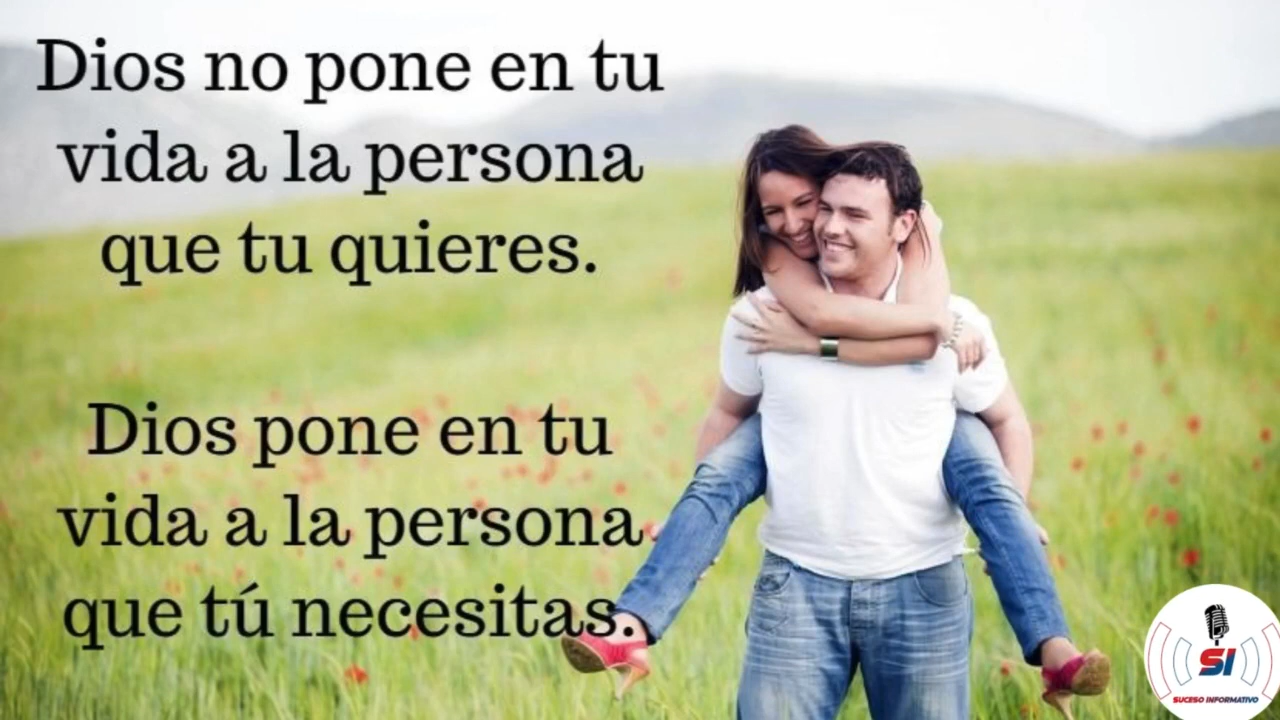 Dios no pone en tu
vida a la persona
que tu quieres.
Dios pone en tu
vida a la persona
que tú necesitas.
SI
SUCESO INFORMATIVO